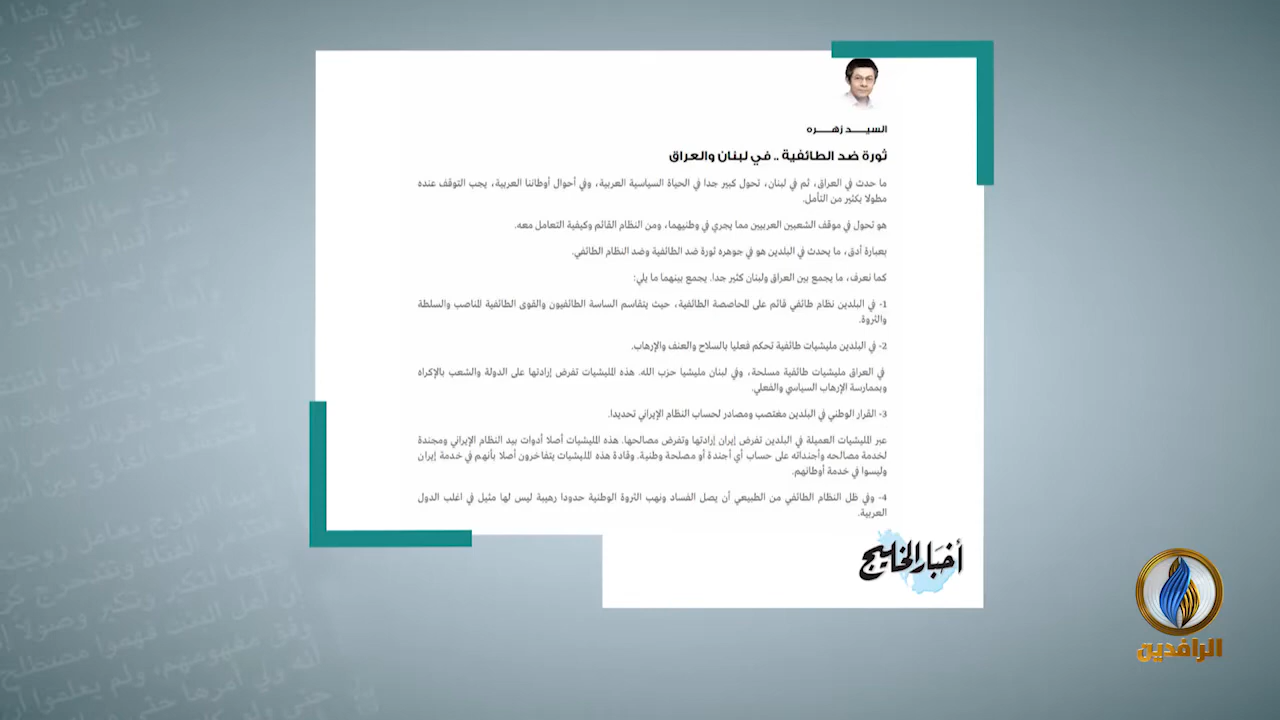 السيد زهره
ثورة ضد الطائفية .. في لبنان والعراق
ما حدث في العراق، ثم في لبنان، تحول كبير جدا في الحياة السياسية العربية، وفي أحوال أوطاننا العربية، يجب التوقف عنده
مطولا بكثير من التأمل.
هو تحول في موقف الشعبين العربيين مما يجري في وطنيهما، ومن النظام القائم وكيفية التعامل معه.
بعبارة أدق، ما يحدث في البلدين هو في جوهره ثورة ضد الطائفية وضد النظام الطائفي.
كما نعرف، ما يجمع بين العراق ولبنان كثير جدا. يجمع بينهما ما يلي:
1- في البلدين نظام طائفي قائم على المحاصصة الطائفية، حيث يتقاسم الساسة الطائفيون والقوى الطائفية المناصب والسلطة
والثروة.
2- في البلدين مليشيات طائفية تحكم فعليا بالسلاح والعنف والإرهاب.
في العراق مليشيات طائفية مسلحة، وفي لبنان مليشيا حزب الله. هذه المليشيات تفرض إرادتها على الدولة والشعب بالإكراه
وبممارسة الإرهاب السياسي والفعلي.
3- القرار الوطني في البلدين مغتصب ومصادر لحساب النظام الإيراني تحديدا.
عبر المليشيات العميلة في البلدين تفرض إيران إرادتها وتفرض مصالحها. هذه المليشيات أصلا أدوات بيد النظام الإيراني ومجندة
لخدمة مصالحه وأجنداته على حساب أي أجندة أو مصلحة وطنية. وقادة هذه المليشيات يتفاخرون أصلا بأنهم في خدمة إيران
وليسوا في خدمة أوطانهم.
4- وفي ظل النظام الطائفي من الطبيعي أن يصل الفساد ونهب الثروة الوطنية حدودا رهيبة ليس لها مثيل في اغلب الدول
العربية.
أخبار الخليج
الرافدين